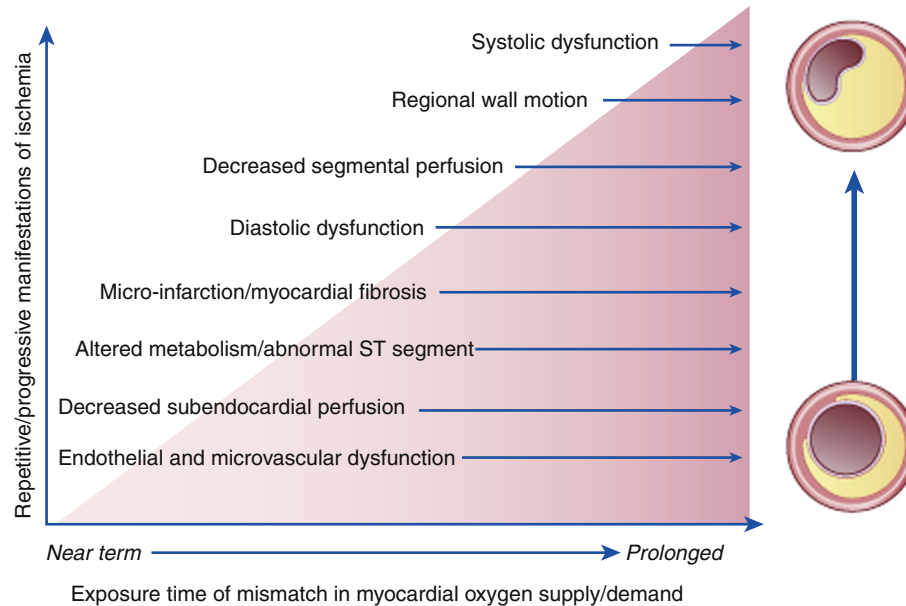 Repetitive/progressive manifestations of ischemia
Systolic dysfunction
Regional wall motion
Decreased segmental perfusion
Diastolic dysfunction
Micro-infarction/myocardial fibrosis
Altered metabolism/abnormal ST segment
Decreased subendocardial perfusion
Endothelial and microvascular dysfunction
Near term
Prolonged
Exposure time of mismatch in myocardial oxygen supply/demand